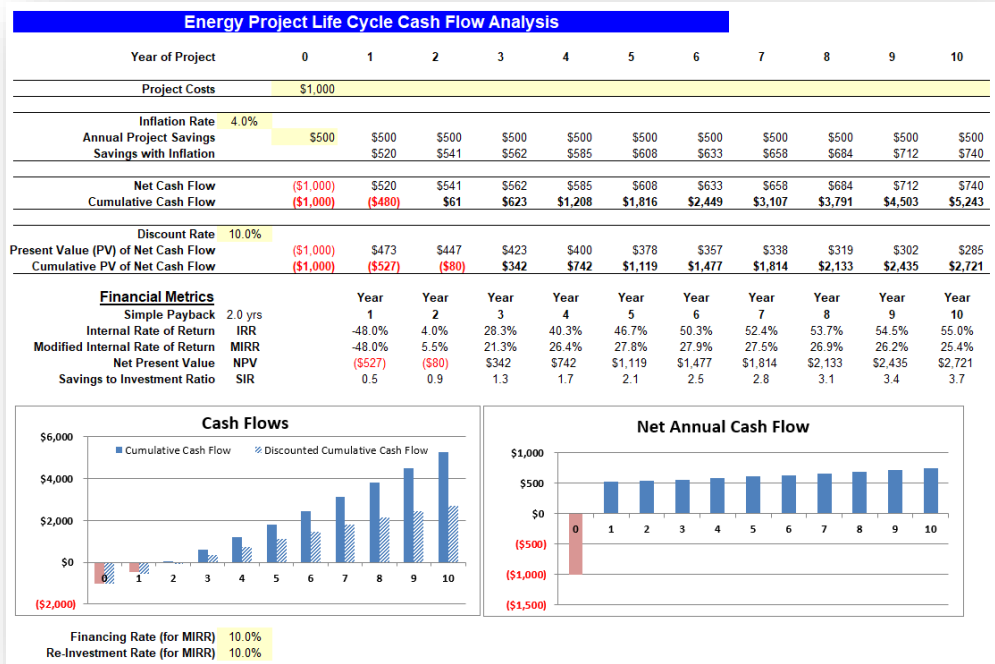 Energy Project Life Cycle Cash Flow Analysis
Year of Project 0 1 2 3 4 5 6 7 8 9 10
Project Costs $1,000
Inflation Rate 4.0%
Annual Project Savings $500 $500 $500 $500 $500 $500 $500 $500 $500 $500 $500
Savings with Inflation $520 $541 $562 $585 $608 $633 $658 $684 $712 $740
Net Cash Flow ($1,000) $520 $541 $562 $585 $608 $633 $658 $684 $712 $740
Cumulative Cash Flow ($1,000) ($480) $61 $623 $1,208 $1,816 $2,449 $3,107 $3,791 $4,503 $5,243
Discount Rate 10.0%
Present Value (PV) of Net Cash Flow ($1,000) $473 $447 $423 $400 $378 $357 $338 $319 $302 $285
Cumulative PV of Net Cash Flow ($1,000) ($527) ($80) $342 $742 $1,119 $1,477 $1,814 $2,133 $2,435 $2,721
Financial Metrics Year Year Year Year Year Year Year Year Year Year
Simple Payback 2.0 yrs 1 2 3 4 5 6 7 8 9 10
Internal Rate of Return IRR -48.0% 4.0% 28.3% 40.3% 46.7% 50.3% 52.4% 53.7% 54.5% 55.0%
Modified Internal Rate of Return MIRR -48.0% 5.5% 21.3% 26.4% 27.8% 27.9% 27.5% 26.9% 26.2% 25.4%
Net Present Value NPV ($527) ($80) $342 $742 $1,119 $1,477 $1,814 $2,133 $2,435 $2,721
Savings to Investment Ratio SIR 0.5 0.9 1.3 1.7 2.1 2.5 2.8 3.1 3.4 3.7
Cash Flows
$6,000
Cumulative Cash Flow Discounted Cumulative Cash Flow
$4,000
$2,000
$0
0 1 2 3 4 5 6 7 8 9 10
($2,000)
Net Annual Cash Flow
$1,000
$500
$0
0 1 2 3 4 5 6 7 8 9 10
($500)
($1,000)
($1,500)
Financing Rate (for MIRR) 10.0%
Re-Investment Rate (for MIRR) 10.0%